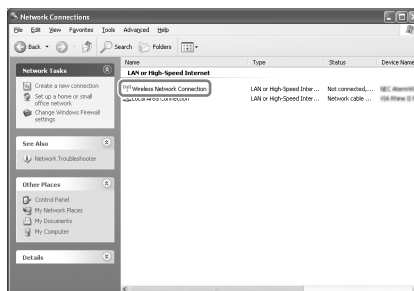 Network Connections
File Edit View Favorites Tools Advanced Help
Back Search Folders
Name Type Status Device Name
LAN or High-Speed Internet
Wireless Network Connection LAN or High-Speed Inter... Not connected,...
Local Area Connection LAN or High-Speed Inter... Network cable ...
Network Tasks
Create a new connection
Set up a home or small
office network
Change Windows Firewall
settings
See Also
Network Troubleshooter
Other Places
Control Panel
My Network Places
My Documents
My Computer
Details